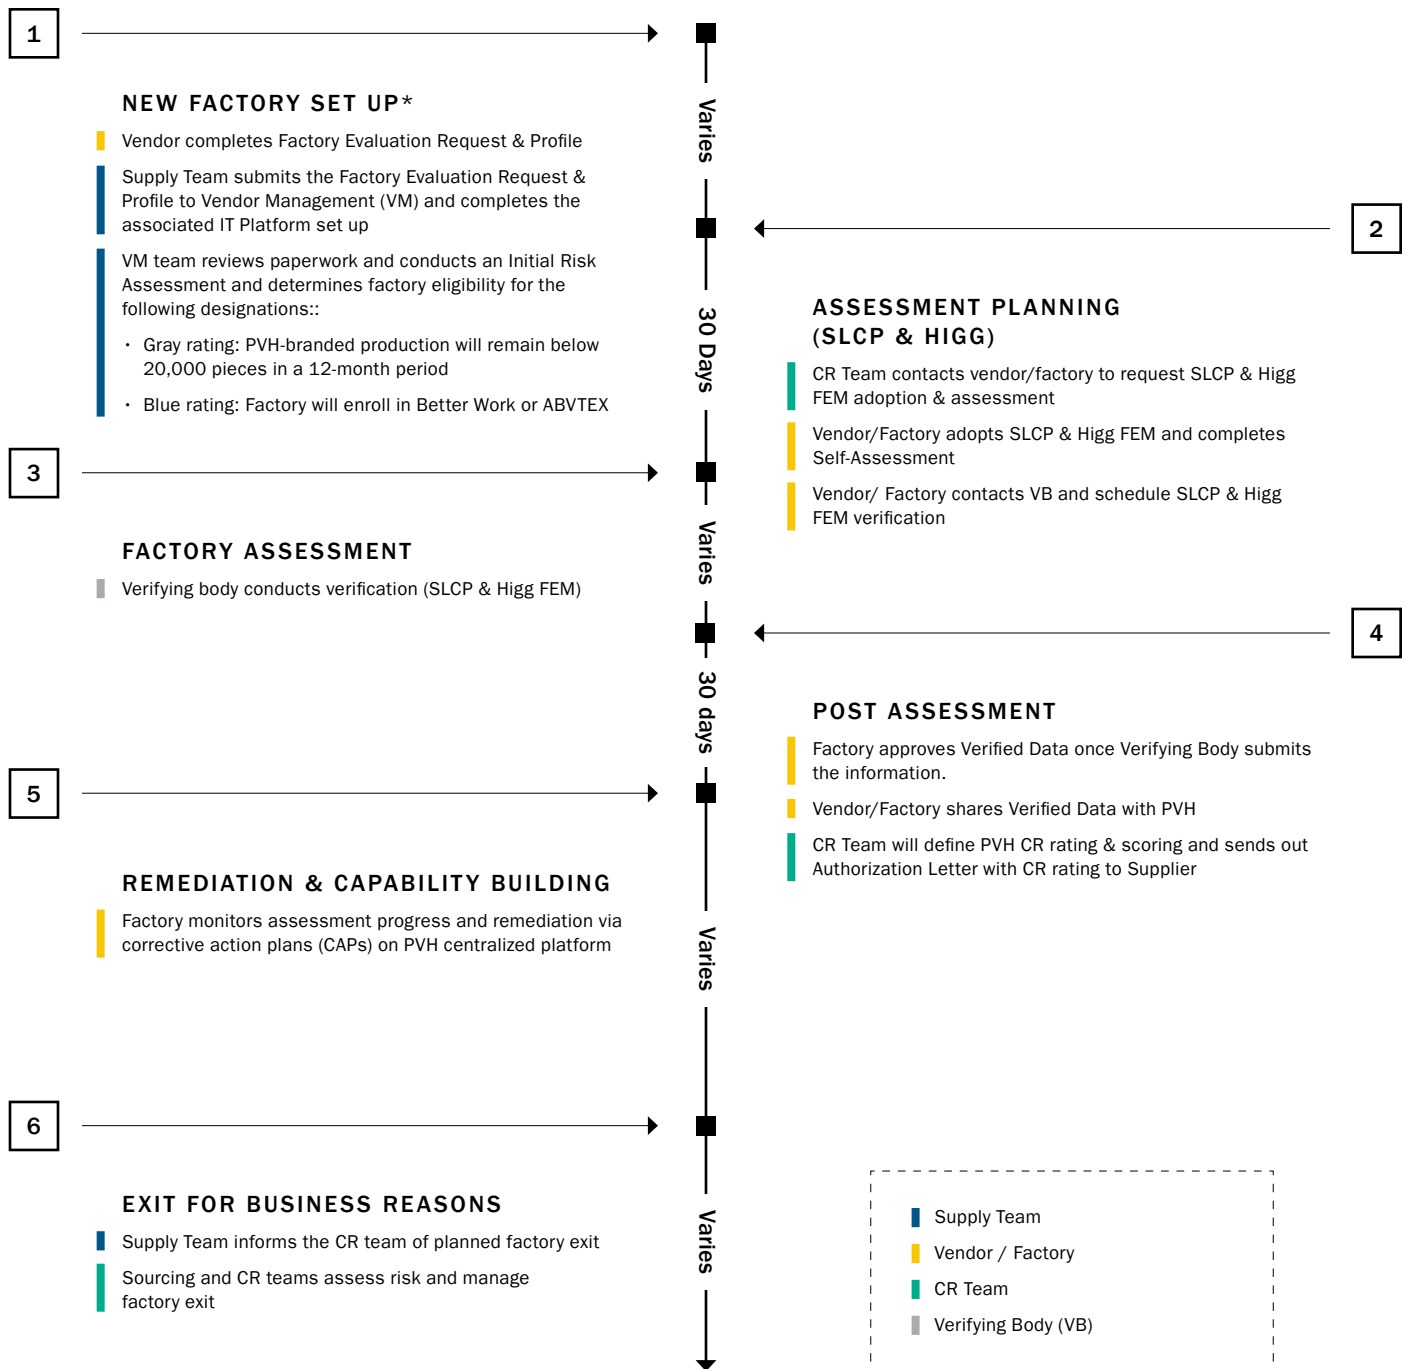 1
NEW FACTORY SET UP*
Vendor completes Factory Evaluation Request & Profile
Supply Team submits the Factory Evaluation Request &
Profile to Vendor Management (VM) and completes the
associated IT Platform set up
VM team reviews paperwork and conducts an Initial Risk
Assessment and determines factory eligibility for the
following designations::
• Gray rating: PVH-branded production will remain below
20,000 pieces in a 12-month period
• Blue rating: Factory will enroll in Better Work or ABVTEX
Varies
2
ASSESSMENT PLANNING
(SLCP & HIGG)
CR Team contacts vendor/factory to request SLCP & Higg
FEM adoption & assessment
Vendor/Factory adopts SLCP & Higg FEM and completes
Self-Assessment
Vendor/ Factory contacts VB and schedule SLCP & Higg
FEM verification
30 Days
3
FACTORY ASSESSMENT
Verifying body conducts verification (SLCP & Higg FEM)
Varies
4
POST ASSESSMENT
Factory approves Verified Data once Verifying Body submits
the information.
Vendor/Factory shares Verified Data with PVH
CR Team will define PVH CR rating & scoring and sends out
Authorization Letter with CR rating to Supplier
30 days
5
REMEDIATION & CAPABILITY BUILDING
Factory monitors assessment progress and remediation via
corrective action plans (CAPs) on PVH centralized platform
Varies
6
EXIT FOR BUSINESS REASONS
Supply Team informs the CR team of planned factory exit
Sourcing and CR teams assess risk and manage
factory exit
Varies
Supply Team
Vendor / Factory
CR Team
Verifying Body (VB)